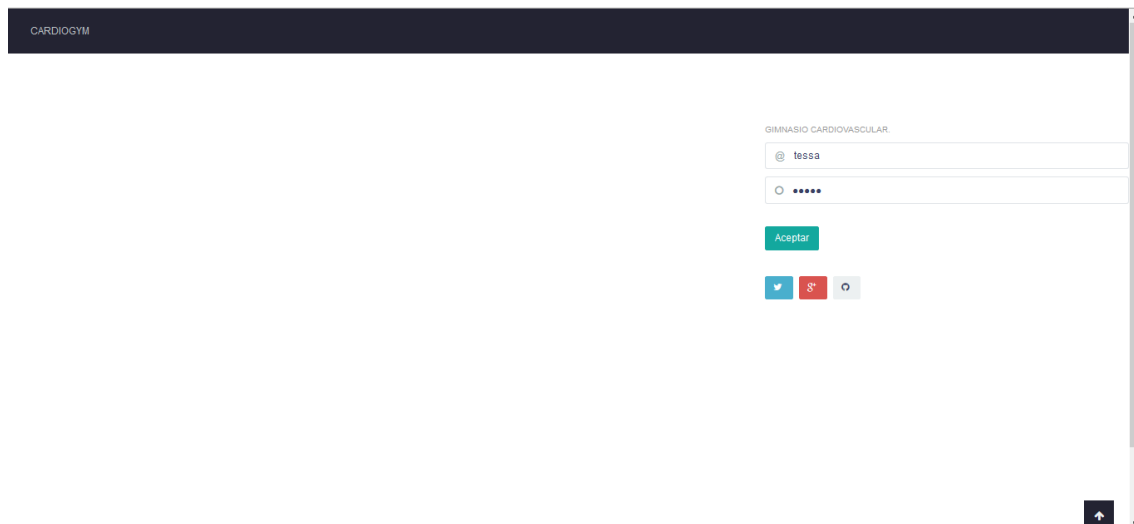 CARDIOGYM
GIMNASIO CARDIOVASCULAR.
@ tessa
●●●●●
Aceptar
g+